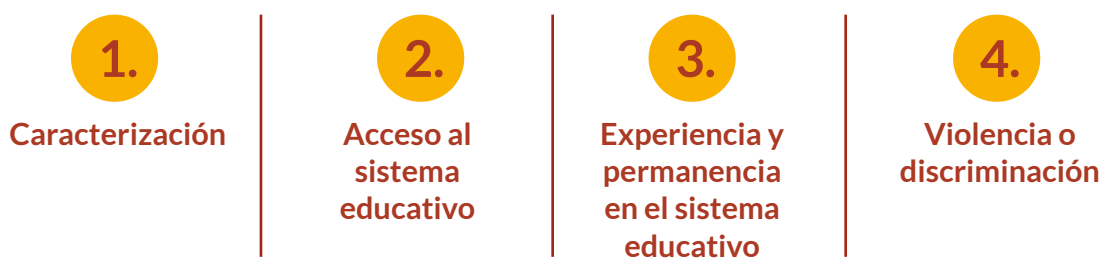 1.
Caracterización
2.
Acceso al
sistema
educativo
3.
Experiencia y
permanencia
en el sistema
educativo
4.
Violencia o
discriminación